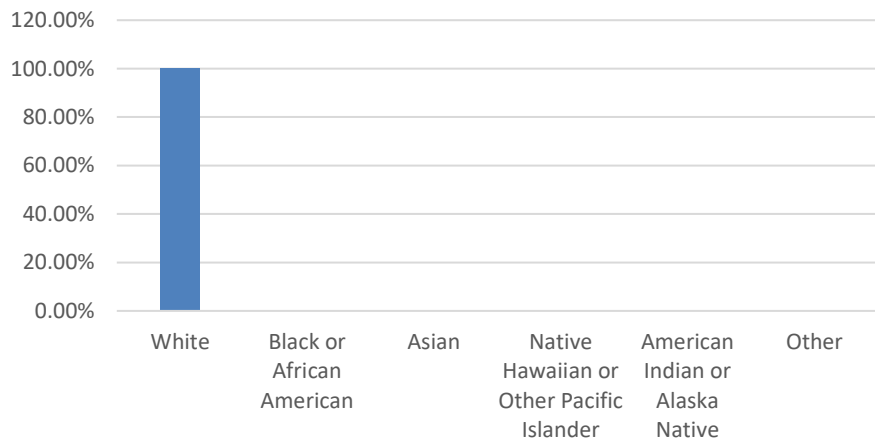 120.00%
100.00%
80.00%
60.00%
40.00%
20.00%
0.00%
White
Black or
African
American
Asian
Native
Hawaiian or
Other Pacific
Islander
American
Indian or
Alaska
Native
Other